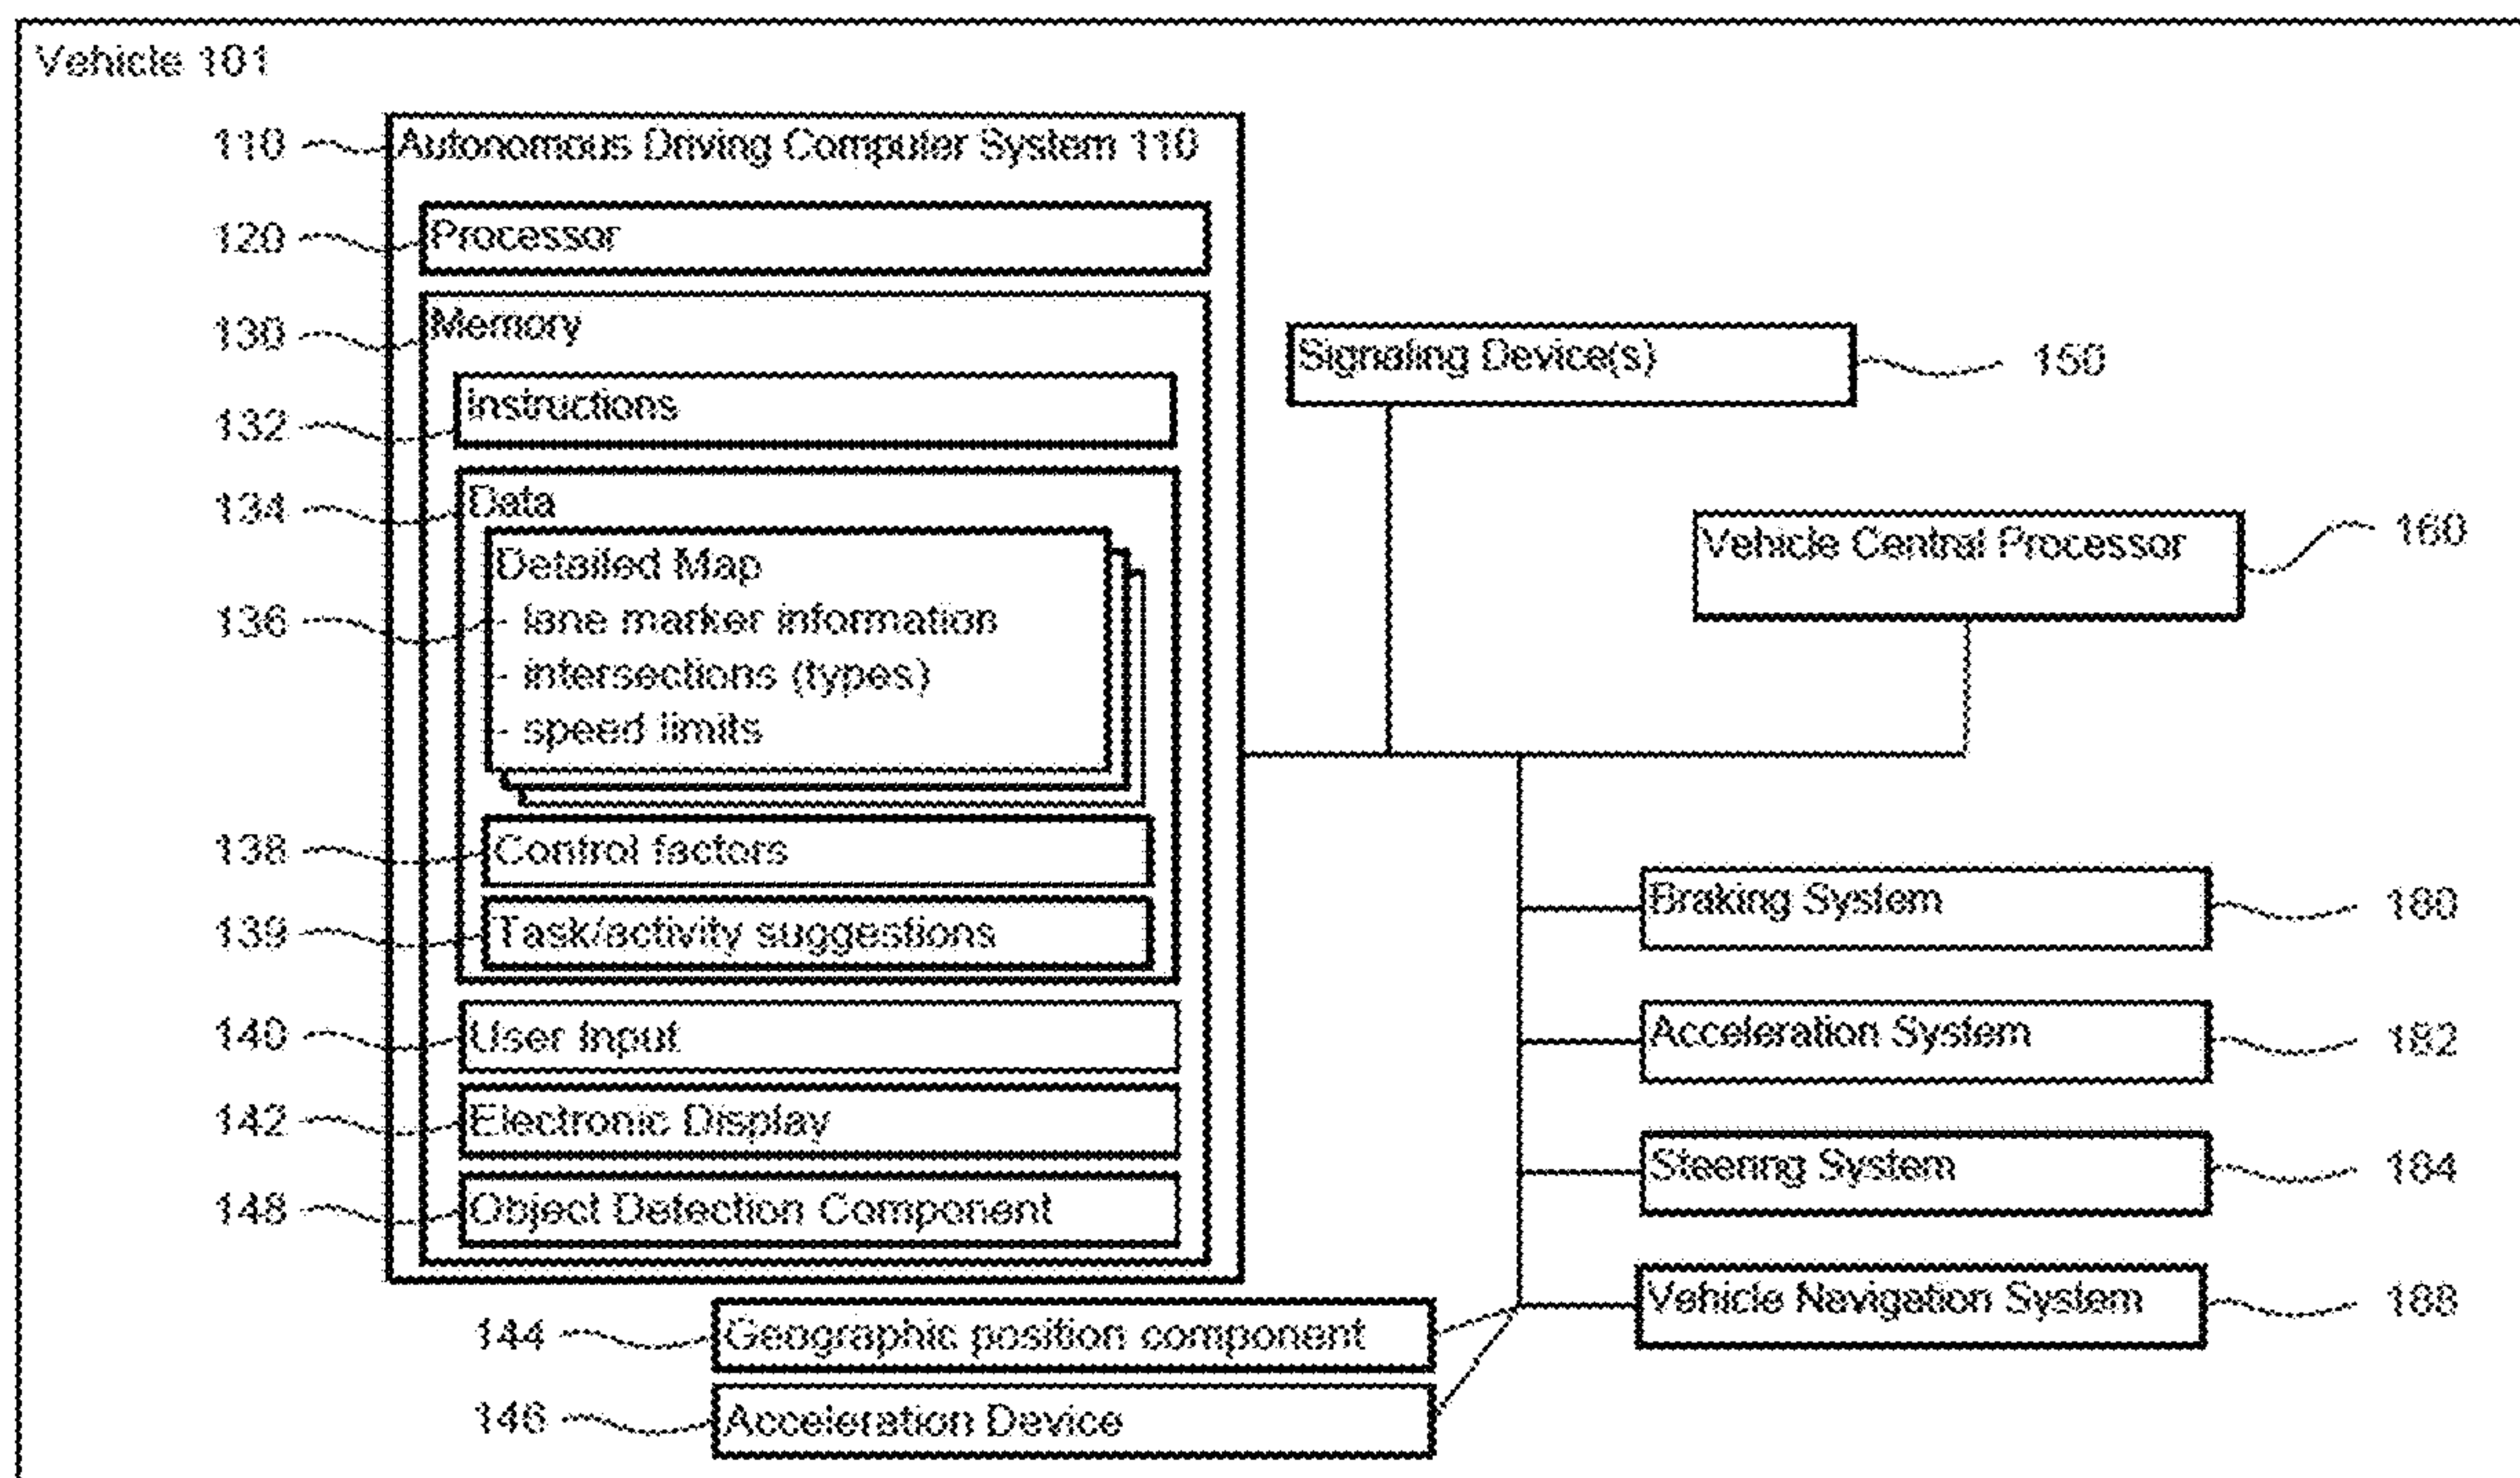 Vehicle 101
110 Autonomous Driving Computer System 110
120 Processor
130 Memory
132 Instructions
134 Data
136 Detailed Map
- lane marker information
- intersections (types)
- speed limits
138 Control factors
139 Task/activity suggestions
140 User Input
142 Electronic Display
148 Object Detection Component
144 Geographic position component
146 Acceleration Device
Signaling Device(s) 150
Vehicle Central Processor 160
Braking System 180
Acceleration System 182
Steering System 184
Vehicle Navigation System